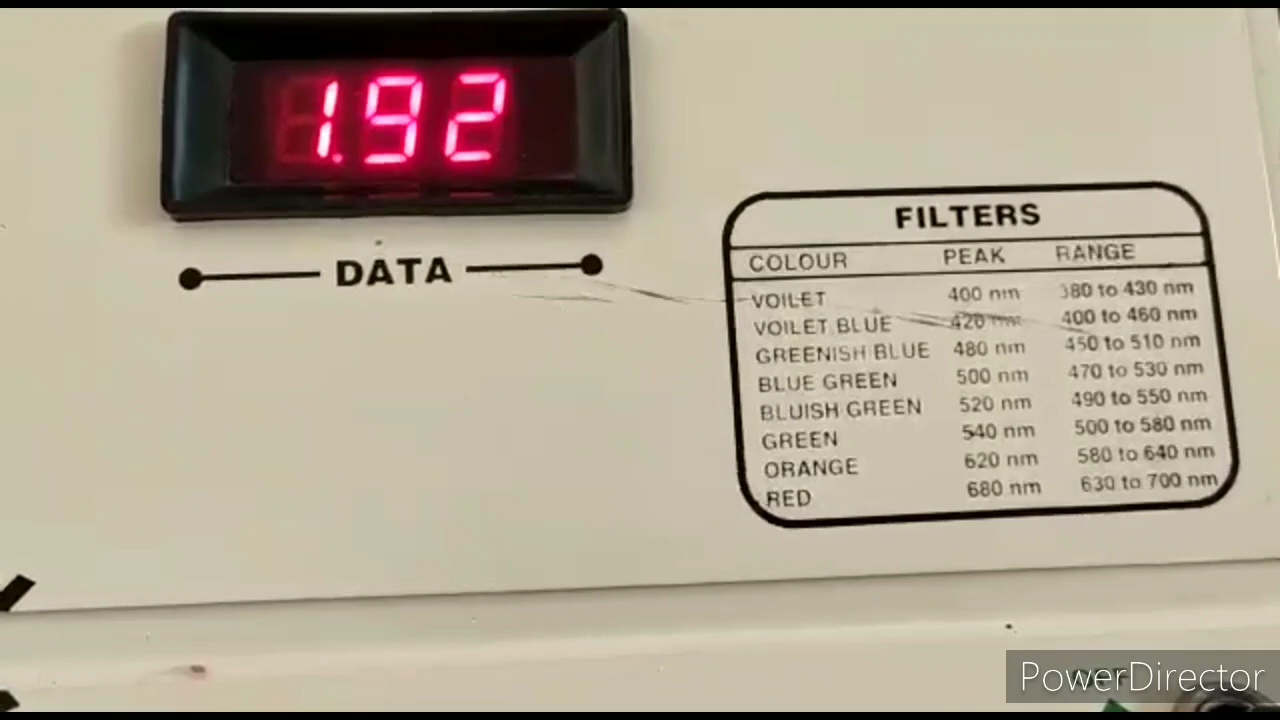 1.92
DATA
FILTERS
COLOUR PEAK RANGE
VOILET 400 nm 380 to 430 nm
VOILET BLUE 420 nm 400 to 460 nm
GREENISH BLUE 480 nm 450 to 510 nm
BLUE GREEN 500 nm 470 to 530 nm
BLUISH GREEN 520 nm 490 to 550 nm
GREEN 540 nm 500 to 580 nm
ORANGE 620 nm 580 to 640 nm
RED 680 nm 630 to 700 nm
PowerDirector